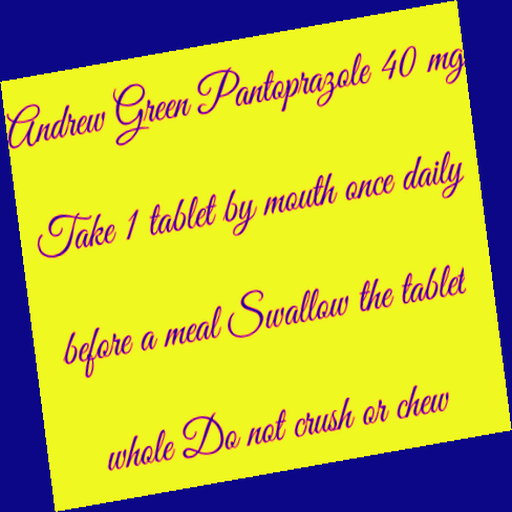 Andrew Green Pantoprazole 40 mg
Take 1 tablet by mouth once daily
before a meal Swallow the tablet
whole Do not crush or chew